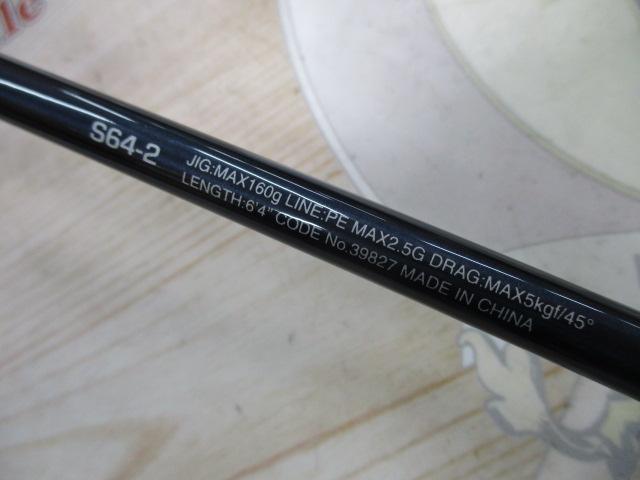 S64-2
JIG:MAX160g LINE:PE MAX2.5G DRAG:MAX5kgf/45°
LENGTH:6'4" CODE No.39827 MADE IN CHINA